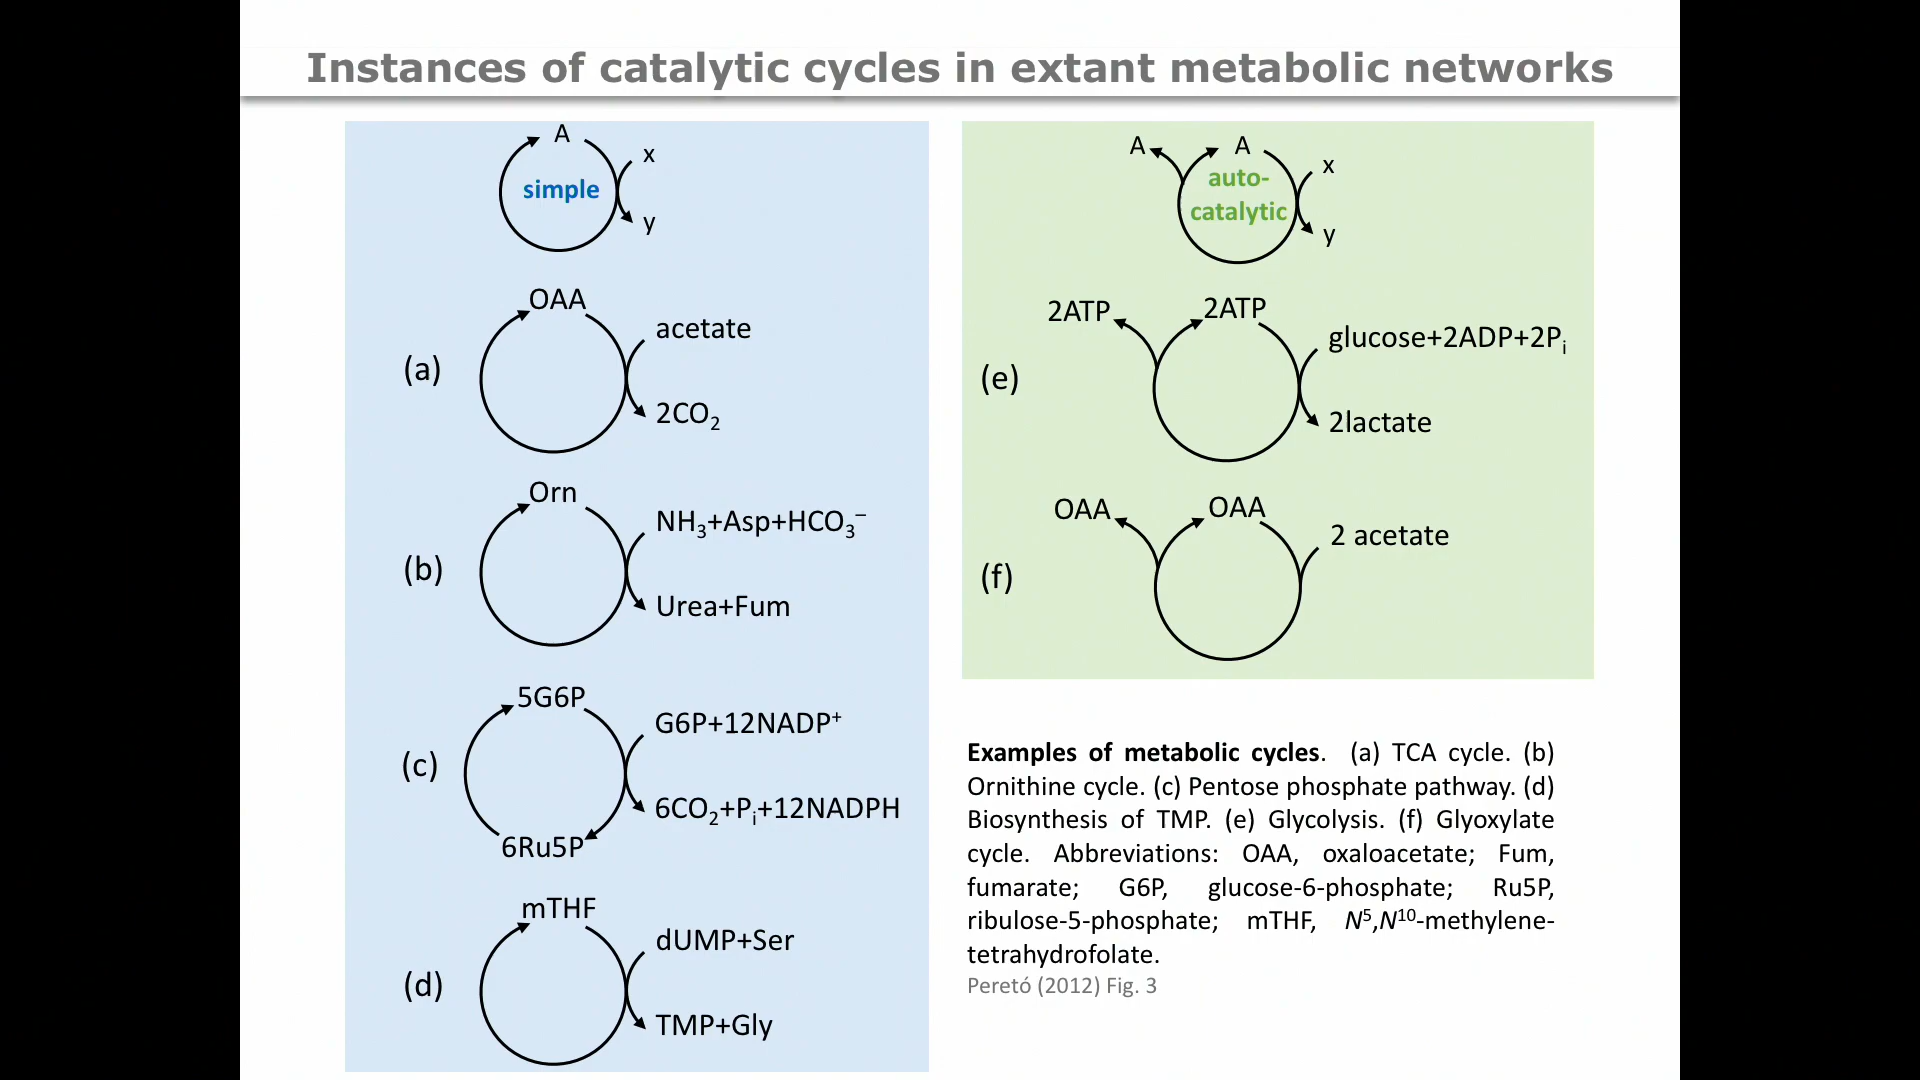 Instances of catalytic cycles in extant metabolic networks
A
x
simple
y
OAA
acetate
(a)
2CO₂
Orn
NH₃+Asp+HCO₃⁻
(b)
Urea+Fum
5G6P
G6P+12NADP⁺
(c)
6CO₂+Pᵢ+12NADPH
6Ru5P
mTHF
dUMP+Ser
(d)
TMP+Gly
A
A
x
auto-
catalytic
y
2ATP
2ATP
glucose+2ADP+2Pᵢ
(e)
2lactate
OAA
OAA
2 acetate
(f)
Examples of metabolic cycles. (a) TCA cycle. (b)
Ornithine cycle. (c) Pentose phosphate pathway. (d)
Biosynthesis of TMP. (e) Glycolysis. (f) Glyoxylate
cycle. Abbreviations: OAA, oxaloacetate; Fum,
fumarate; G6P, glucose-6-phosphate; Ru5P,
ribulose-5-phosphate; mTHF, N⁵,N¹⁰-methylene-
tetrahydrofolate.
Peretó (2012) Fig. 3